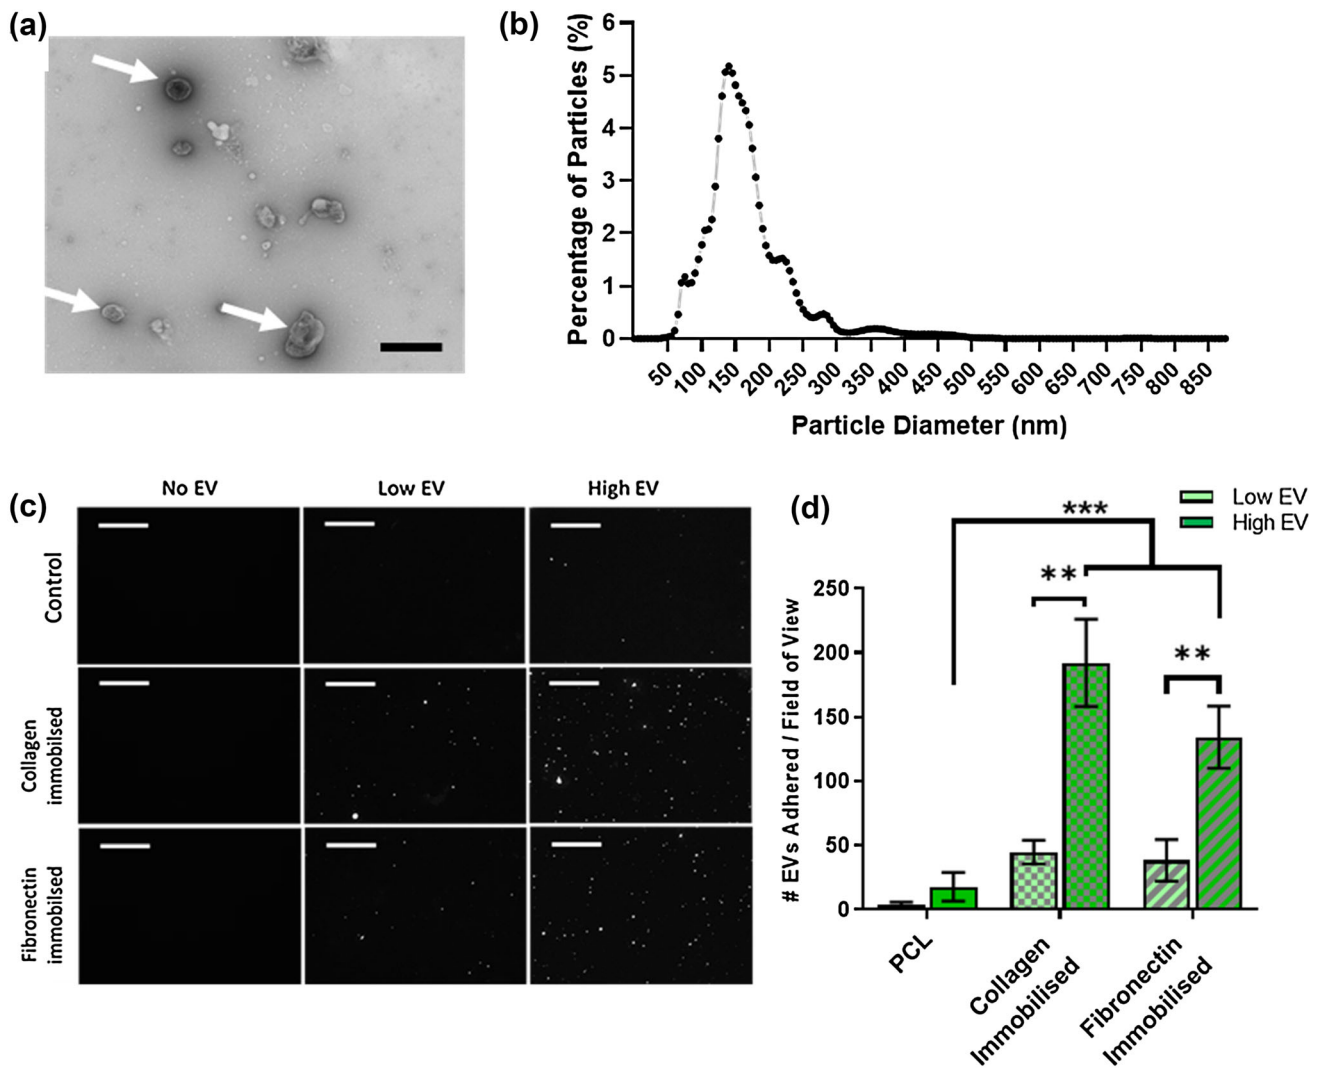 (a)
(b)
6
5
4
3
2
1
0
Percentage of Particles (%)
50 100 150 200 250 300 350 400 450 500 550 600 650 700 750 800 850
Particle Diameter (nm)
(c)
No EV Low EV High EV
Control
Collagen
immobilised
Fibronectin
immobilised
(d)
Low EV
High EV
***
**
**
250
200
150
100
50
0
# EVs Adhered / Field of View
PCL
Collagen
Immobilised
Fibronectin
Immobilised